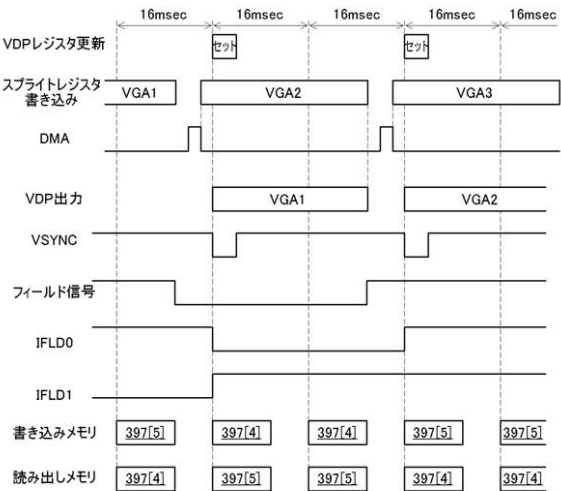 16msec 16msec 16msec 16msec 16msec
VDPレジスタ更新 セット セット
スプライトレジスタ
書き込み VGA1 VGA2 VGA3
DMA
VDP出力 VGA1 VGA2
VSYNC
フィールド信号
IFLD0
IFLD1
書き込みメモリ 397[5] 397[4] 397[4] 397[5] 397[5]
読み出しメモリ 397[4] 397[5] 397[5] 397[4] 397[4]